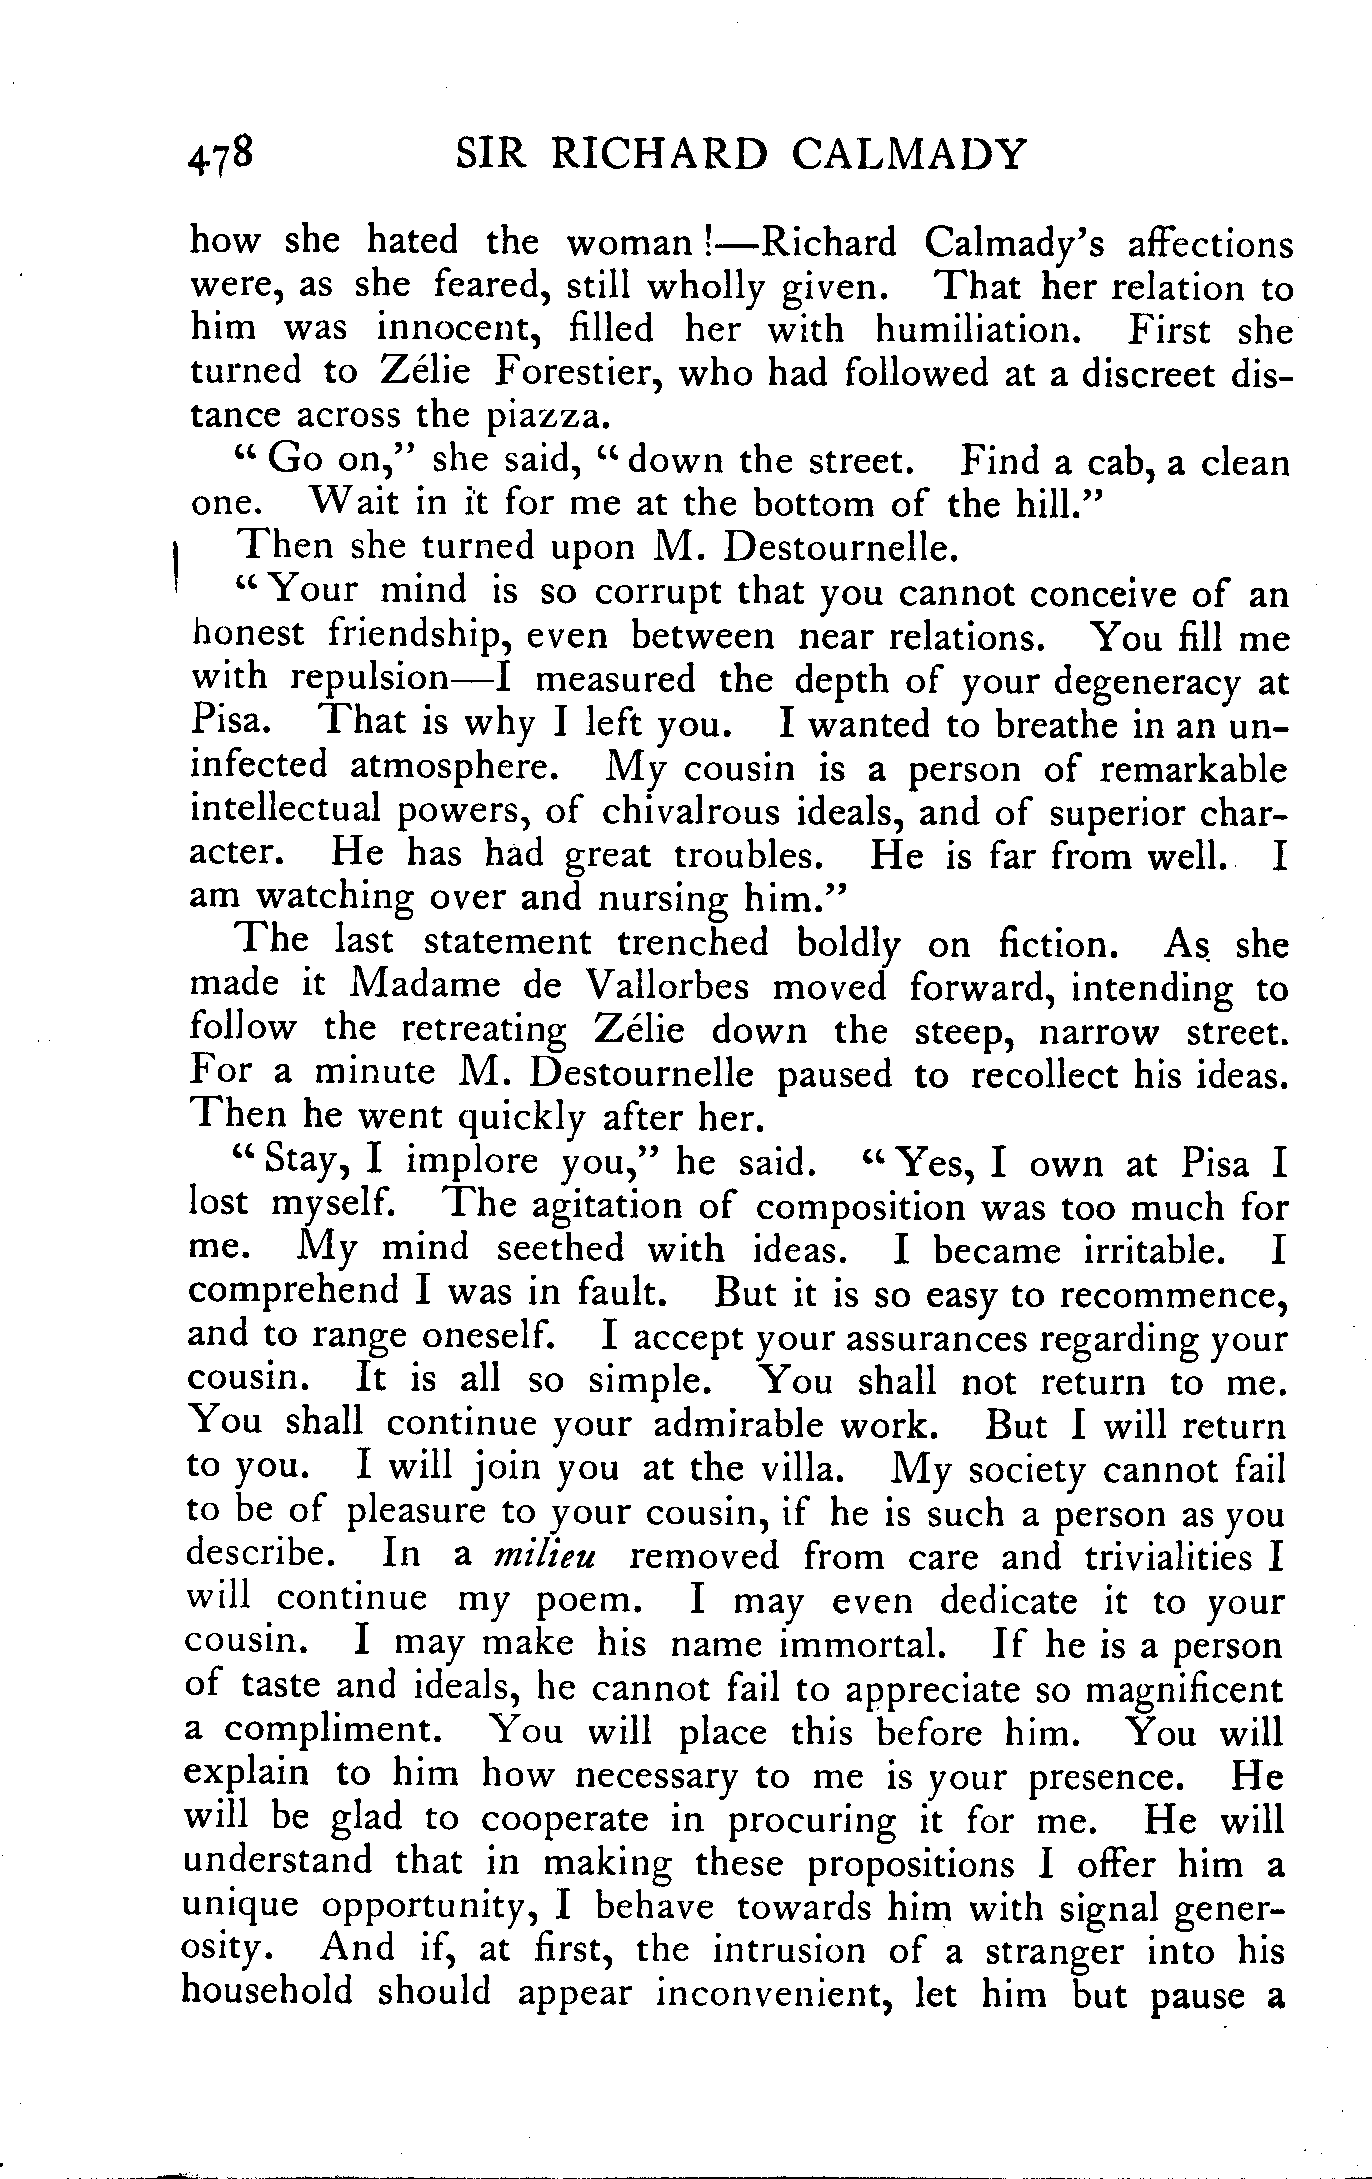 478 SIR RICHARD CALMADY
how she hated the woman!—Richard Calmady's affections
were, as she feared, still wholly given. That her relation to
him was innocent, filled her with humiliation. First she
turned to Zélie Forestier, who had followed at a discreet dis-
tance across the piazza.
"Go on," she said, "down the street. Find a cab, a clean
one. Wait in it for me at the bottom of the hill."
Then she turned upon M. Destournelle.
"Your mind is so corrupt that you cannot conceive of an
honest friendship, even between near relations. You fill me
with repulsion—I measured the depth of your degeneracy at
Pisa. That is why I left you. I wanted to breathe in an un-
infected atmosphere. My cousin is a person of remarkable
intellectual powers, of chivalrous ideals, and of superior char-
acter. He has had great troubles. He is far from well. I
am watching over and nursing him."
The last statement trenched boldly on fiction. As she
made it Madame de Vallorbes moved forward, intending to
follow the retreating Zélie down the steep, narrow street.
For a minute M. Destournelle paused to recollect his ideas.
Then he went quickly after her.
"Stay, I implore you," he said. "Yes, I own at Pisa I
lost myself. The agitation of composition was too much for
me. My mind seethed with ideas. I became irritable. I
comprehend I was in fault. But it is so easy to recommence,
and to range oneself. I accept your assurances regarding your
cousin. It is all so simple. You shall not return to me.
You shall continue your admirable work. But I will return
to you. I will join you at the villa. My society cannot fail
to be of pleasure to your cousin, if he is such a person as you
describe. In a milieu removed from care and trivialities I
will continue my poem. I may even dedicate it to your
cousin. I may make his name immortal. If he is a person
of taste and ideals, he cannot fail to appreciate so magnificent
a compliment. You will place this before him. You will
explain to him how necessary to me is your presence. He
will be glad to cooperate in procuring it for me. He will
understand that in making these propositions I offer him a
unique opportunity, I behave towards him with signal gener-
osity. And if, at first, the intrusion of a stranger into his
household should appear inconvenient, let him but pause a